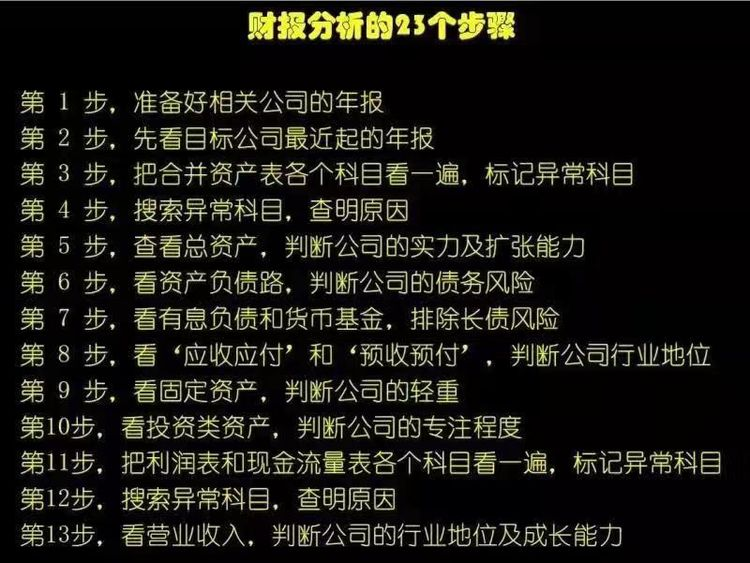 财报分析的23个步骤
第 1 步，准备好相关公司的年报
第 2 步，先看目标公司最近起的年报
第 3 步，把合并资产表各个科目看一遍，标记异常科目
第 4 步，搜索异常科目，查明原因
第 5 步，查看总资产，判断公司的实力及扩张能力
第 6 步，看资产负债路，判断公司的债务风险
第 7 步，看有息负债和货币基金，排除长债风险
第 8 步，看‘应收应付’和‘预收预付’，判断公司行业地位
第 9 步，看固定资产，判断公司的轻重
第10步，看投资类资产，判断公司的专注程度
第11步，把利润表和现金流量表各个科目看一遍，标记异常科目
第12步，搜索异常科目，查明原因
第13步，看营业收入，判断公司的行业地位及成长能力